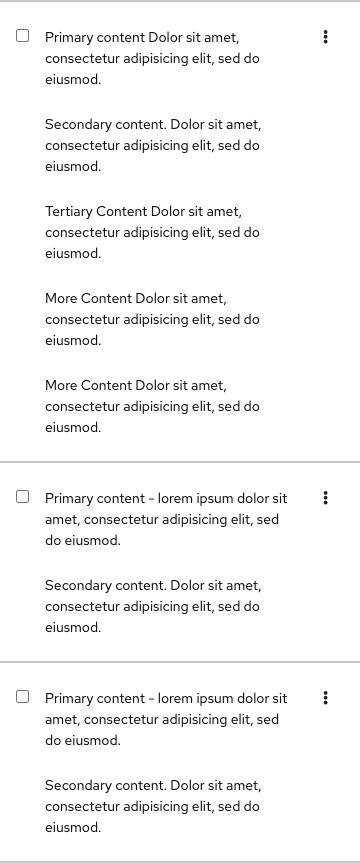 Primary content Dolor sit amet,
consectetur adipisicing elit, sed do
eiusmod.
Secondary content. Dolor sit amet,
consectetur adipisicing elit, sed do
eiusmod.
Tertiary Content Dolor sit amet,
consectetur adipisicing elit, sed do
eiusmod.
More Content Dolor sit amet,
consectetur adipisicing elit, sed do
eiusmod.
More Content Dolor sit amet,
consectetur adipisicing elit, sed do
eiusmod.
Primary content - lorem ipsum dolor sit
amet, consectetur adipisicing elit, sed
do eiusmod.
Secondary content. Dolor sit amet,
consectetur adipisicing elit, sed do
eiusmod.
Primary content - lorem ipsum dolor sit
amet, consectetur adipisicing elit, sed
do eiusmod.
Secondary content. Dolor sit amet,
consectetur adipisicing elit, sed do
eiusmod.